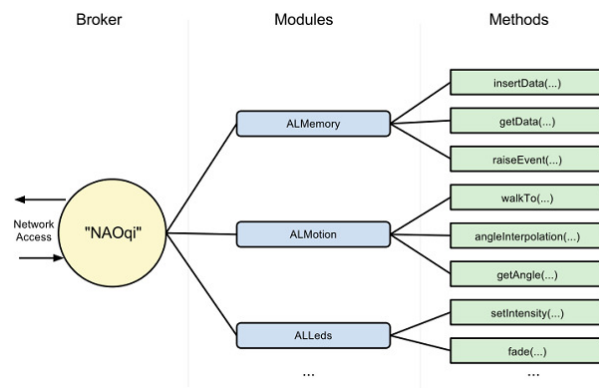 Broker
Modules
Methods
insertData(...)
ALMemory
getData(...)
raiseEvent(...)
Network
Access
"NAOqi"
walkTo(...)
ALMotion
angleInterpolation(...)
getAngle(...)
setIntensity(...)
ALLeds
fade(...)
...
...